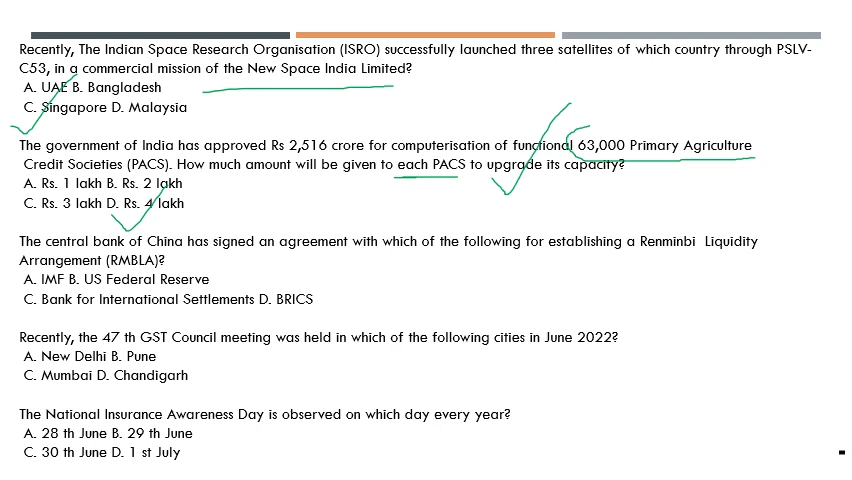 Recently, The Indian Space Research Organisation (ISRO) successfully launched three satellites of which country through PSLV-
C53, in a commercial mission of the New Space India Limited?
A. UAE B. Bangladesh
C. Singapore D. Malaysia
The government of India has approved Rs 2,516 crore for computerisation of functional 63,000 Primary Agriculture
Credit Societies (PACS). How much amount will be given to each PACS to upgrade its capacity?
A. Rs. 1 lakh B. Rs. 2 lakh
C. Rs. 3 lakh D. Rs. 4 lakh
The central bank of China has signed an agreement with which of the following for establishing a Renminbi Liquidity
Arrangement (RMBLA)?
A. IMF B. US Federal Reserve
C. Bank for International Settlements D. BRICS
Recently, the 47 th GST Council meeting was held in which of the following cities in June 2022?
A. New Delhi B. Pune
C. Mumbai D. Chandigarh
The National Insurance Awareness Day is observed on which day every year?
A. 28 th June B. 29 th June
C. 30 th June D. 1 st July